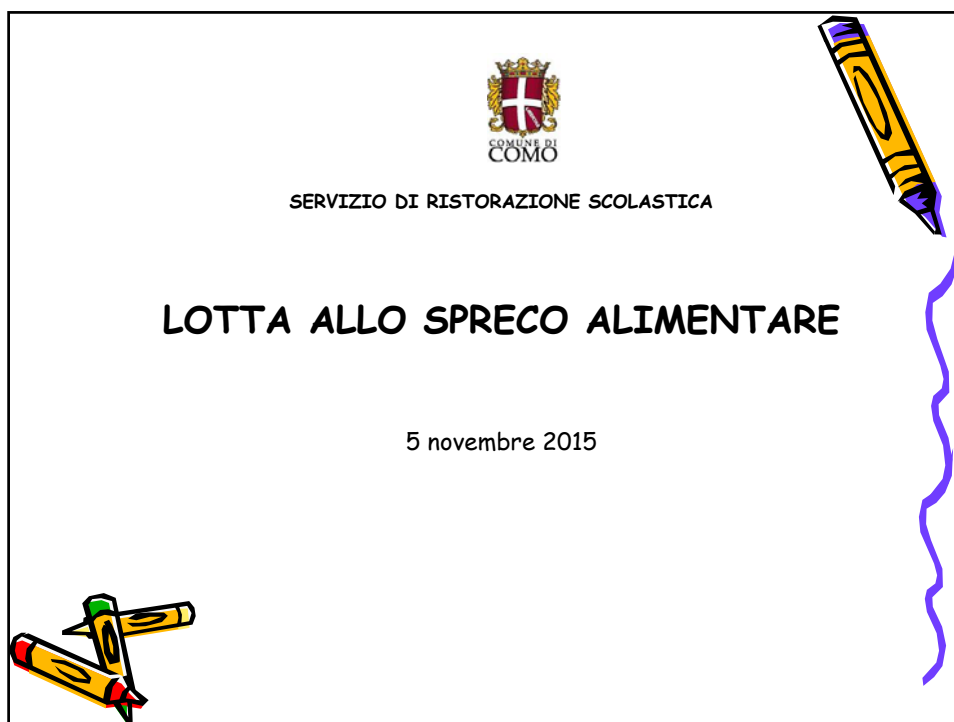 COMUNE DI
COMO
SERVIZIO DI RISTORAZIONE SCOLASTICA
LOTTA ALLO SPRECO ALIMENTARE
5 novembre 2015